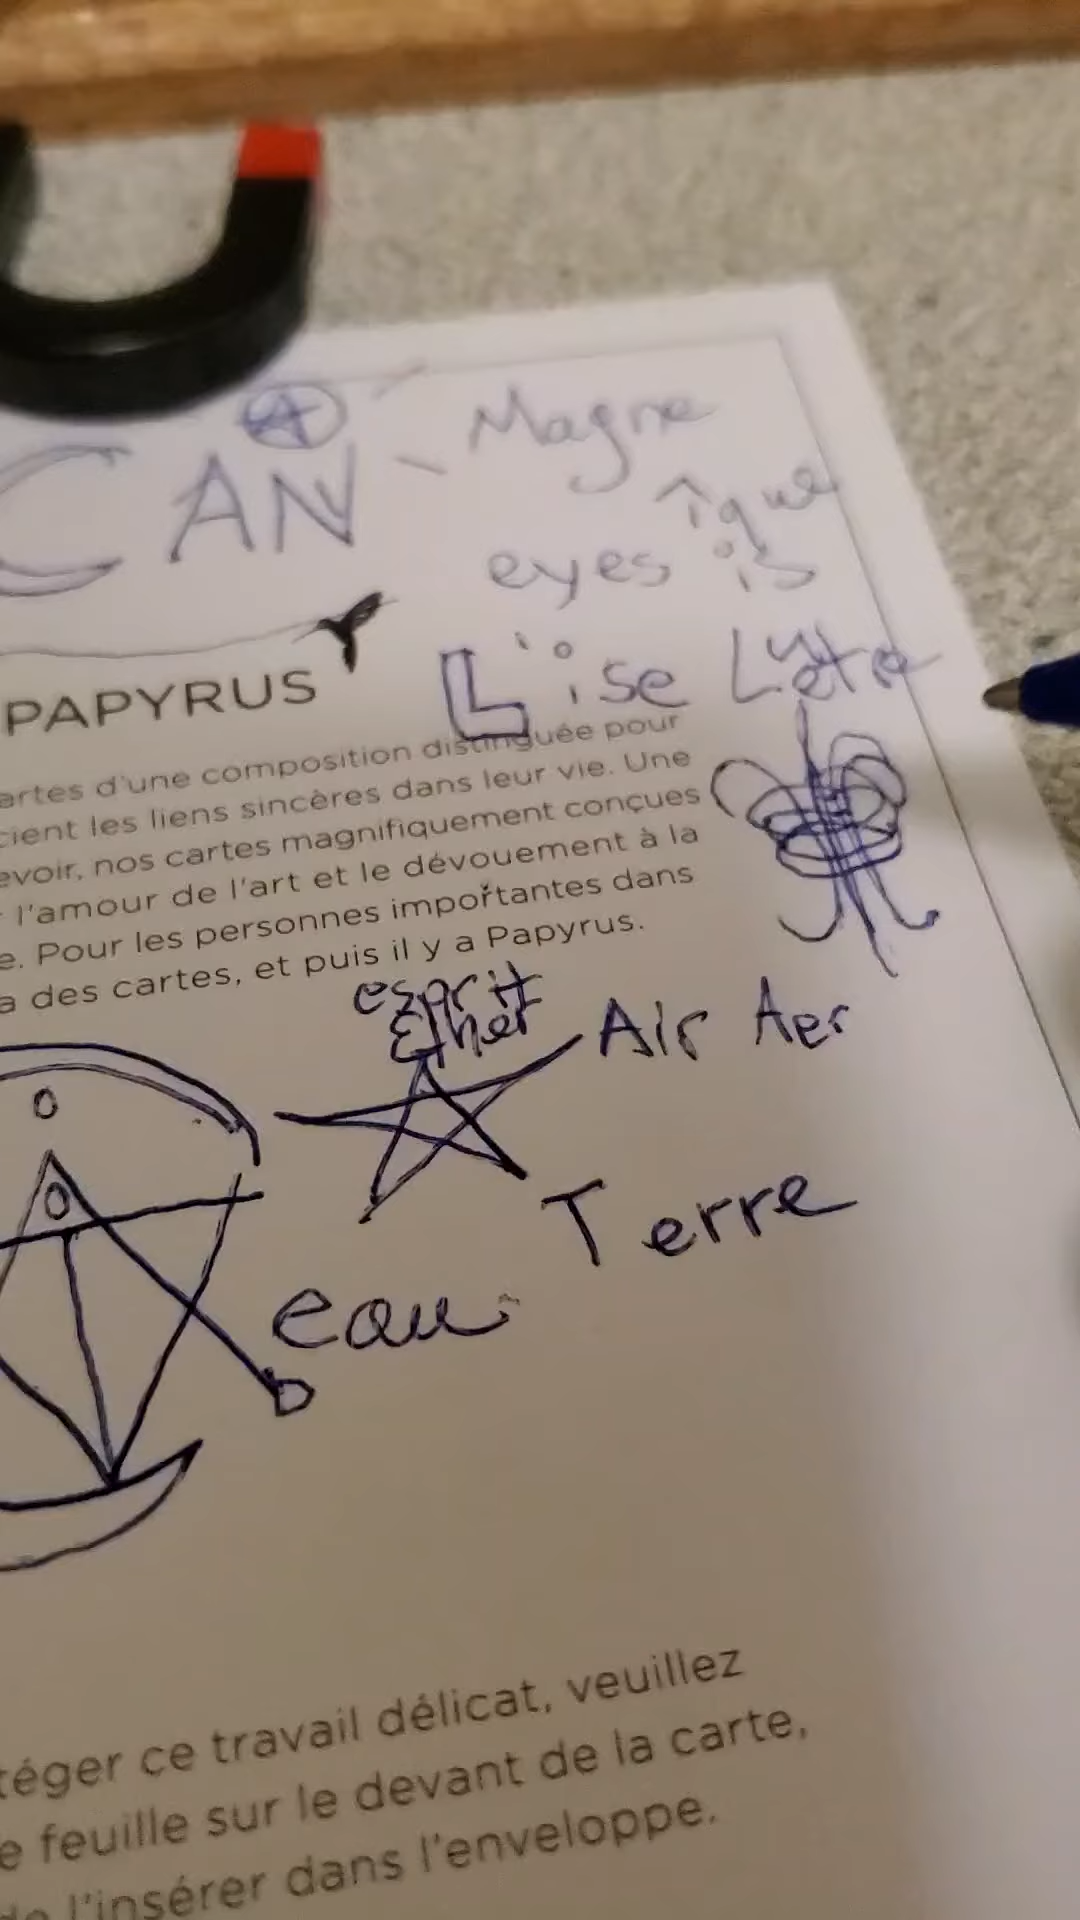 CAN
Magne
ïque
eyes is
L'ise
PAPYRUS
artes d'une composition distinguée pour
cient les liens sincères dans leur vie. Une
evoir, nos cartes magnifiquement conçues
l'amour de l'art et le dévouement à la
e. Pour les personnes importantes dans
a des cartes, et puis il y a Papyrus.
esprit
Ether
Air Aer
Terre
eau
téger ce travail délicat, veuillez
e feuille sur le devant de la carte,
de l'insérer dans l'enveloppe.